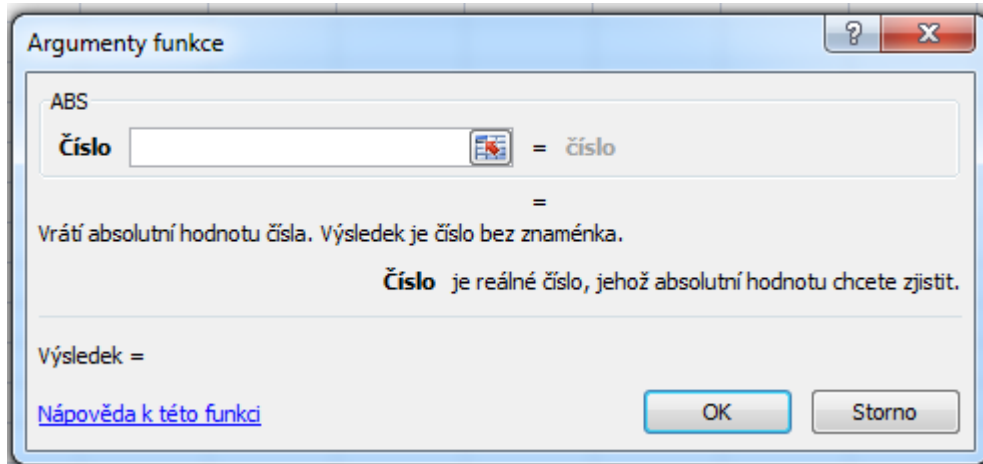 Argumenty funkce
ABS
Číslo = číslo
=
Vrátí absolutní hodnotu čísla. Výsledek je číslo bez znaménka.
Číslo je reálné číslo, jehož absolutní hodnotu chcete zjistit.
Výsledek =
Nápověda k této funkci OK Storno